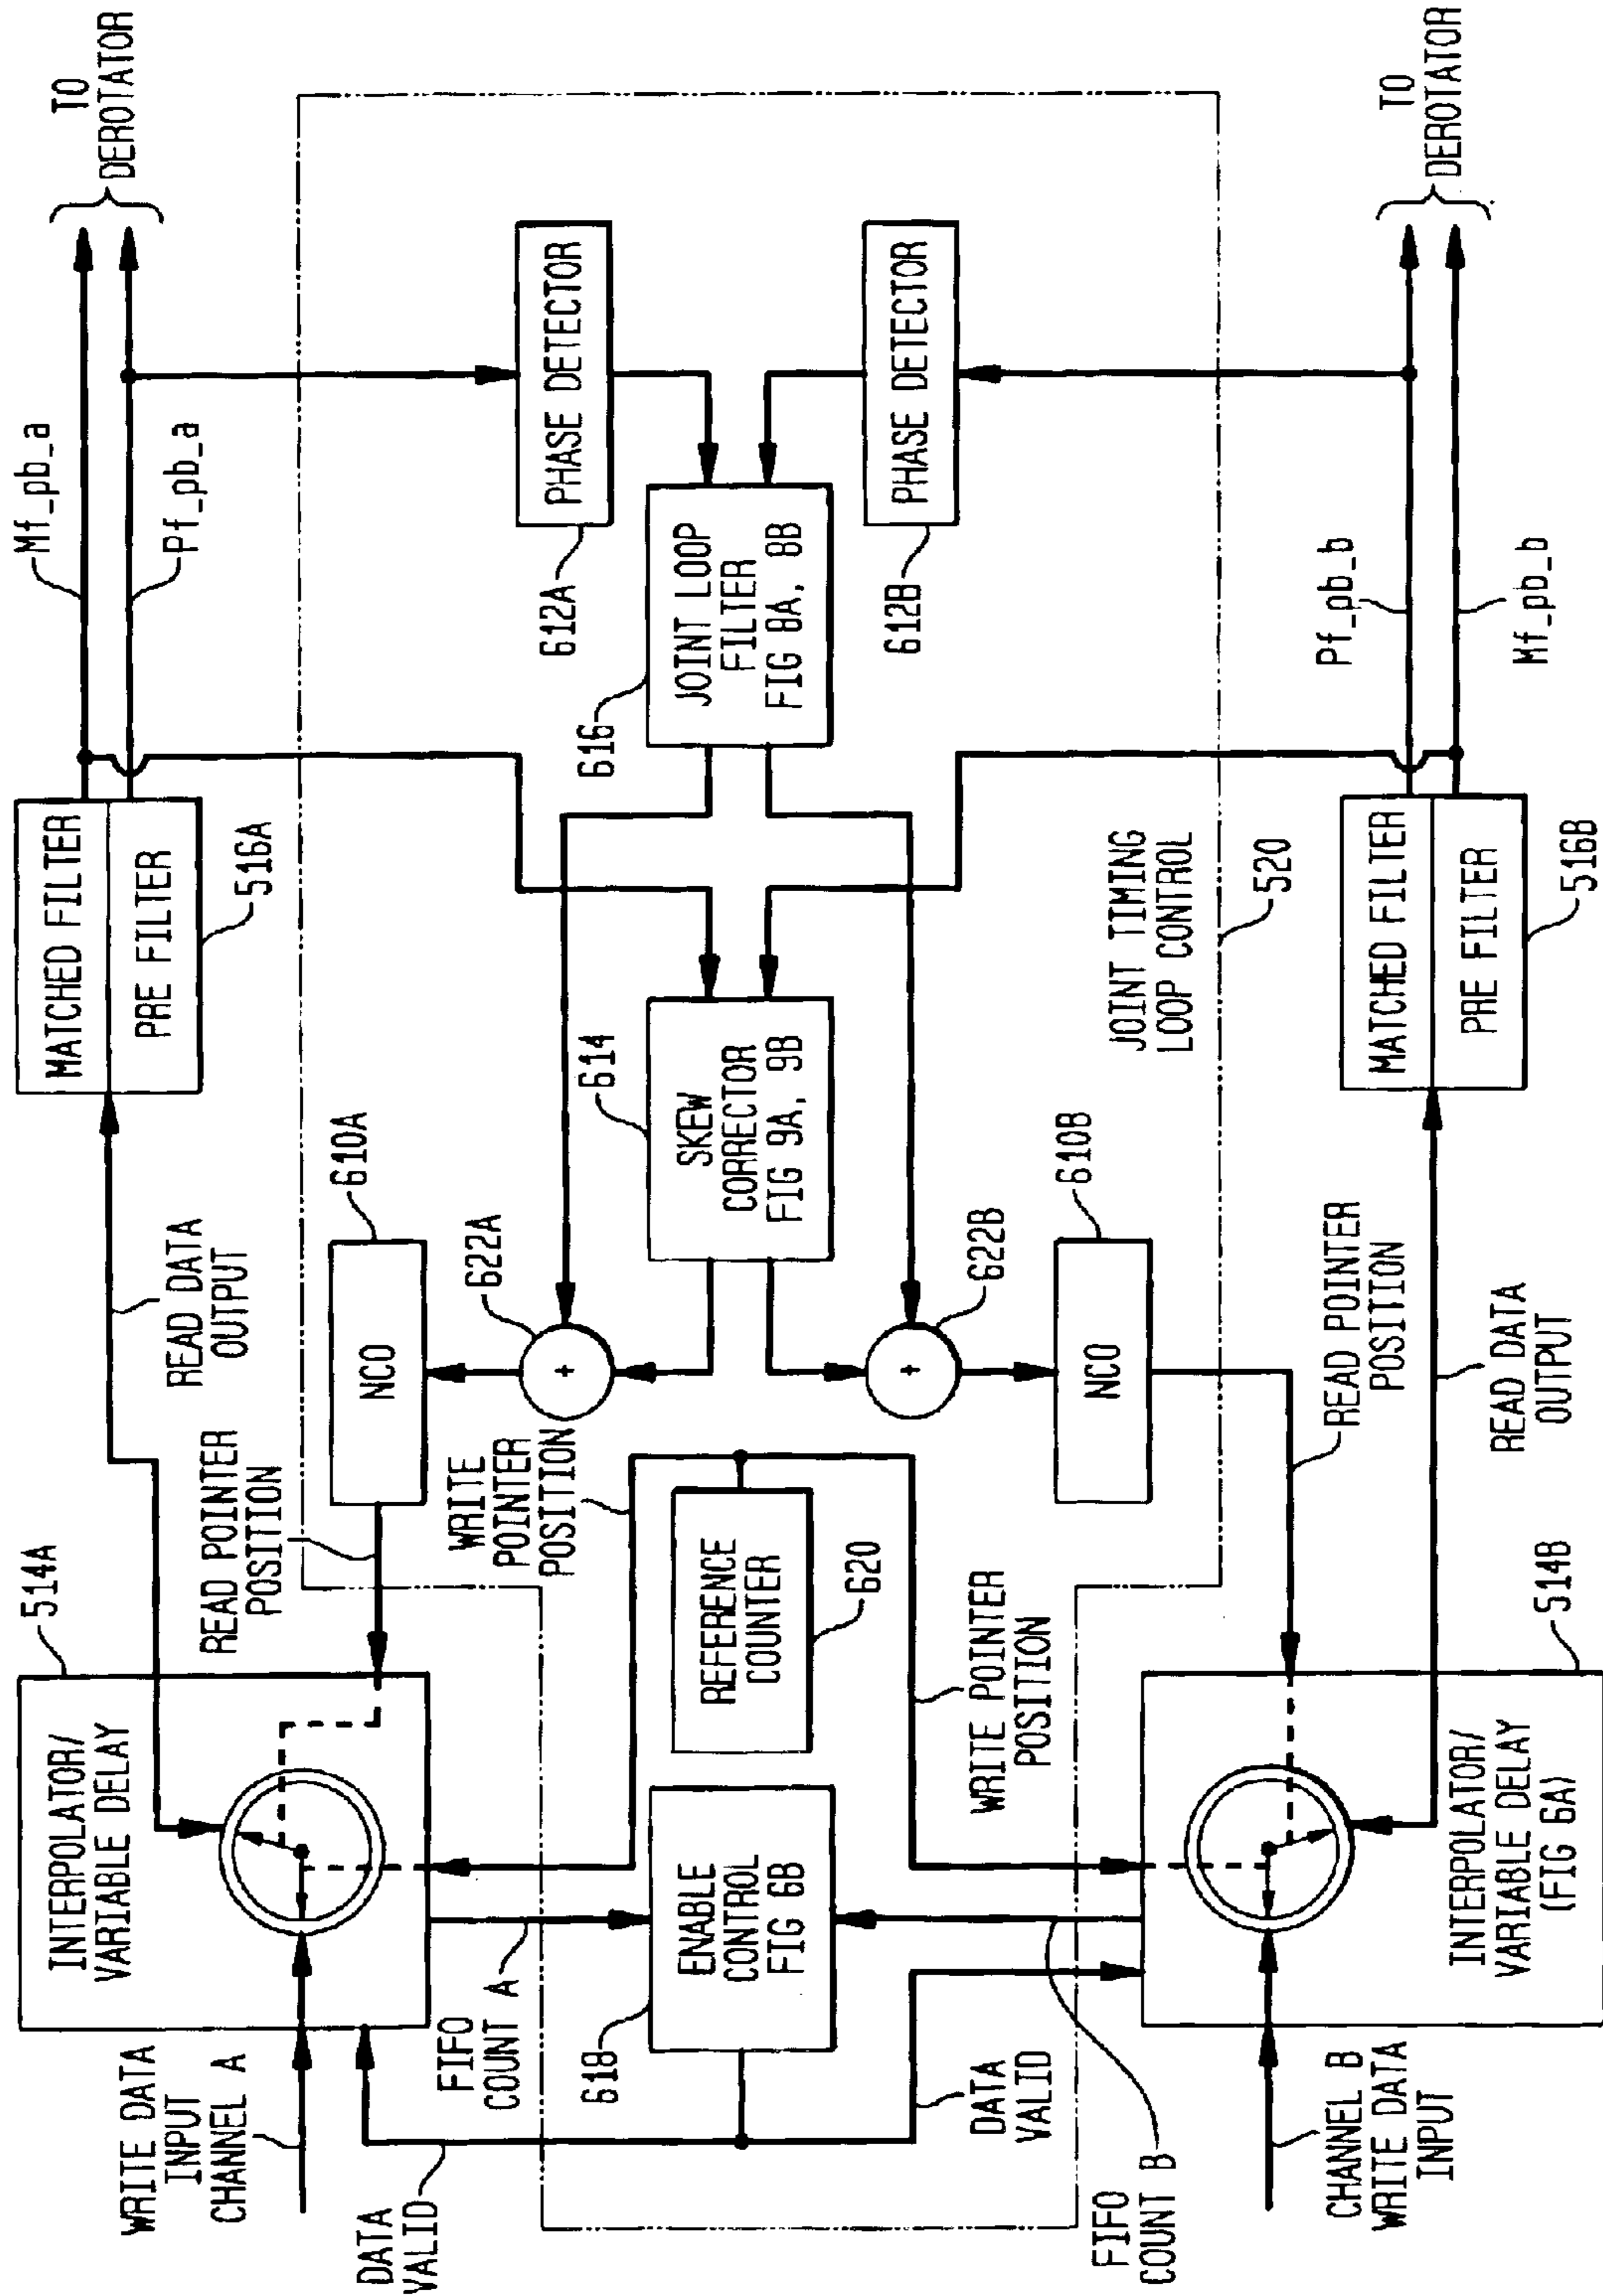 WRITE DATA
INPUT
CHANNEL A
DATA
VALID
514A
INTERPOLATOR/
VARIABLE DELAY
READ POINTER
POSITION
READ DATA
OUTPUT
MATCHED FILTER
PRE FILTER
516A
Mf_pb_a
Pf_pb_a
TO
DEROTATOR
FIFO
COUNT A
618
ENABLE
CONTROL
FIG 6B
DATA
VALID
WRITE
POINTER
POSITION
REFERENCE
COUNTER
620
WRITE POINTER
POSITION
NCO
610A
622A
+
SKEW
CORRECTOR
FIG 9A, 9B
614
+
622B
NCO
610B
616
JOINT LOOP
FILTER
FIG 8A, 8B
612A
PHASE DETECTOR
612B
PHASE DETECTOR
JOINT TIMING
LOOP CONTROL
520
FIFO
COUNT B
CHANNEL B
WRITE DATA
INPUT
514B
INTERPOLATOR/
VARIABLE DELAY
(FIG 6A)
READ POINTER
POSITION
READ DATA
OUTPUT
MATCHED FILTER
PRE FILTER
516B
Pf_pb_b
Mf_pb_b
TO
DEROTATOR